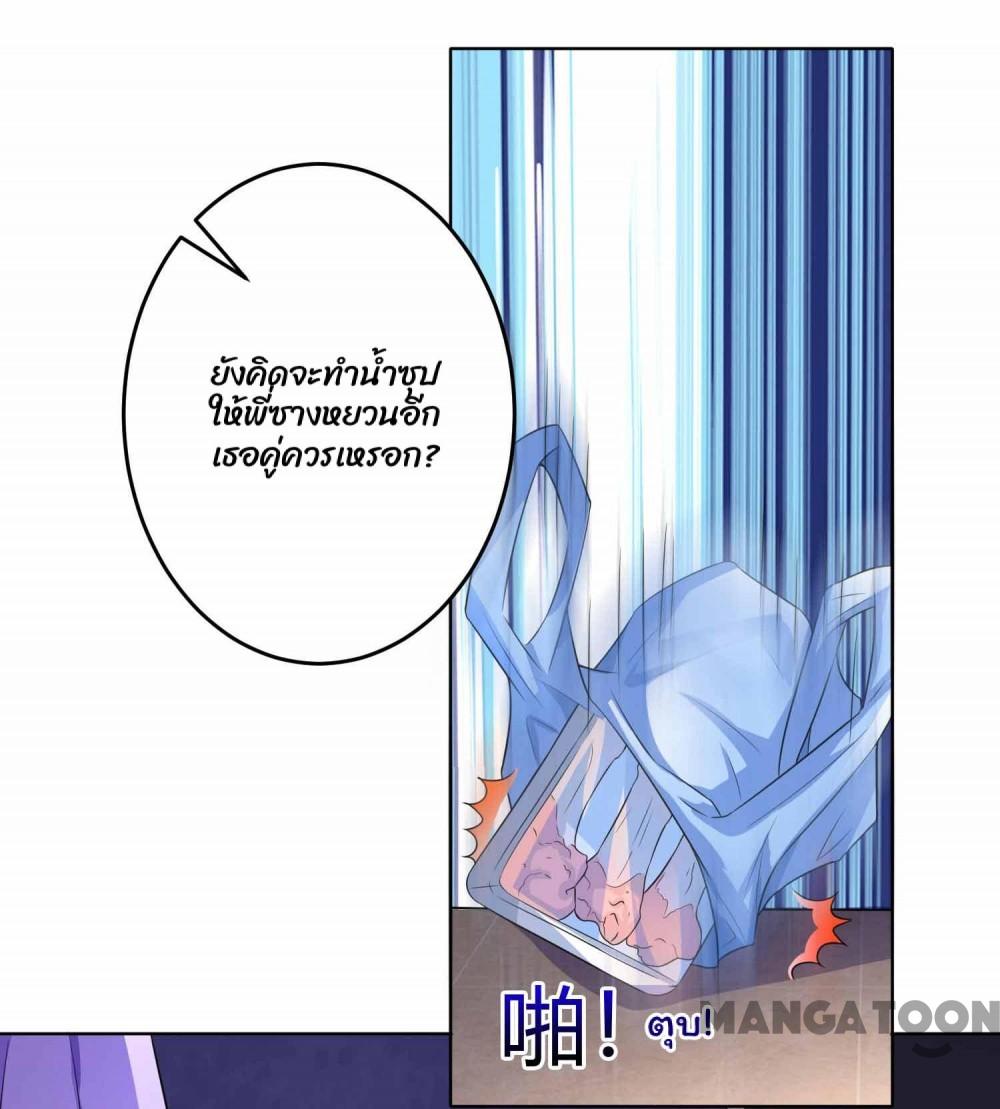 ยังคิดจะทำน้ำซุป
ให้พี่ซางหยวนอีก
เธอคู่ควรเหรอก?
啪! ตุบ!
MANGATOON